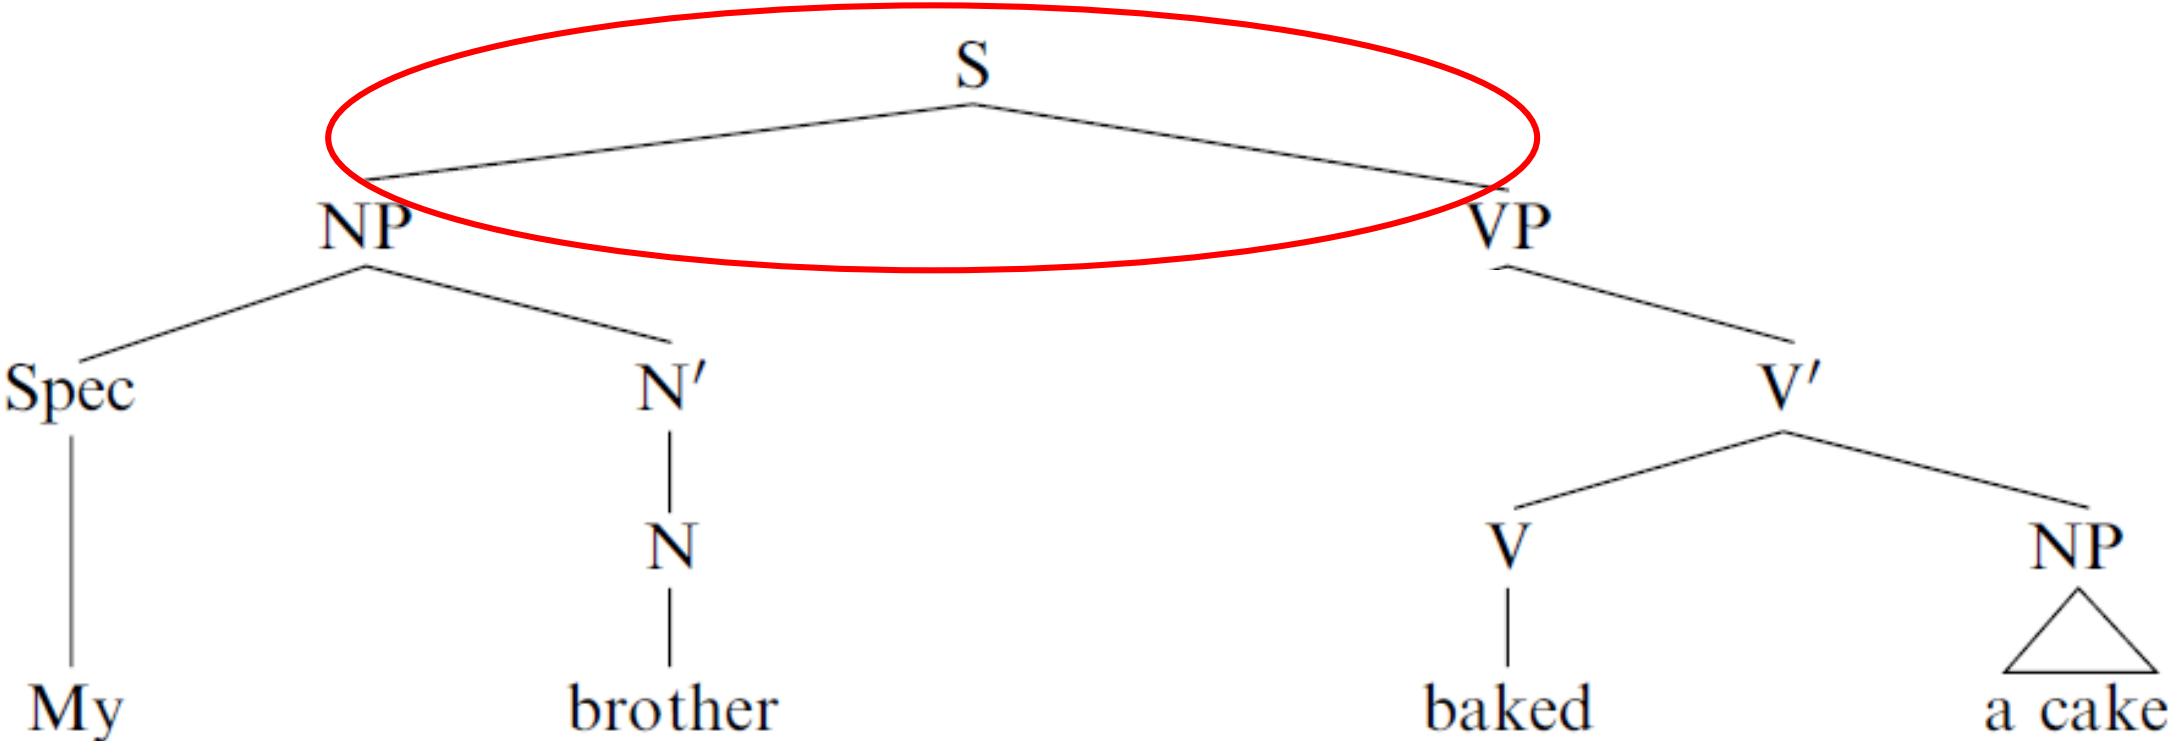 S
NP VP
Spec N′ V′
N V NP
My brother baked a cake